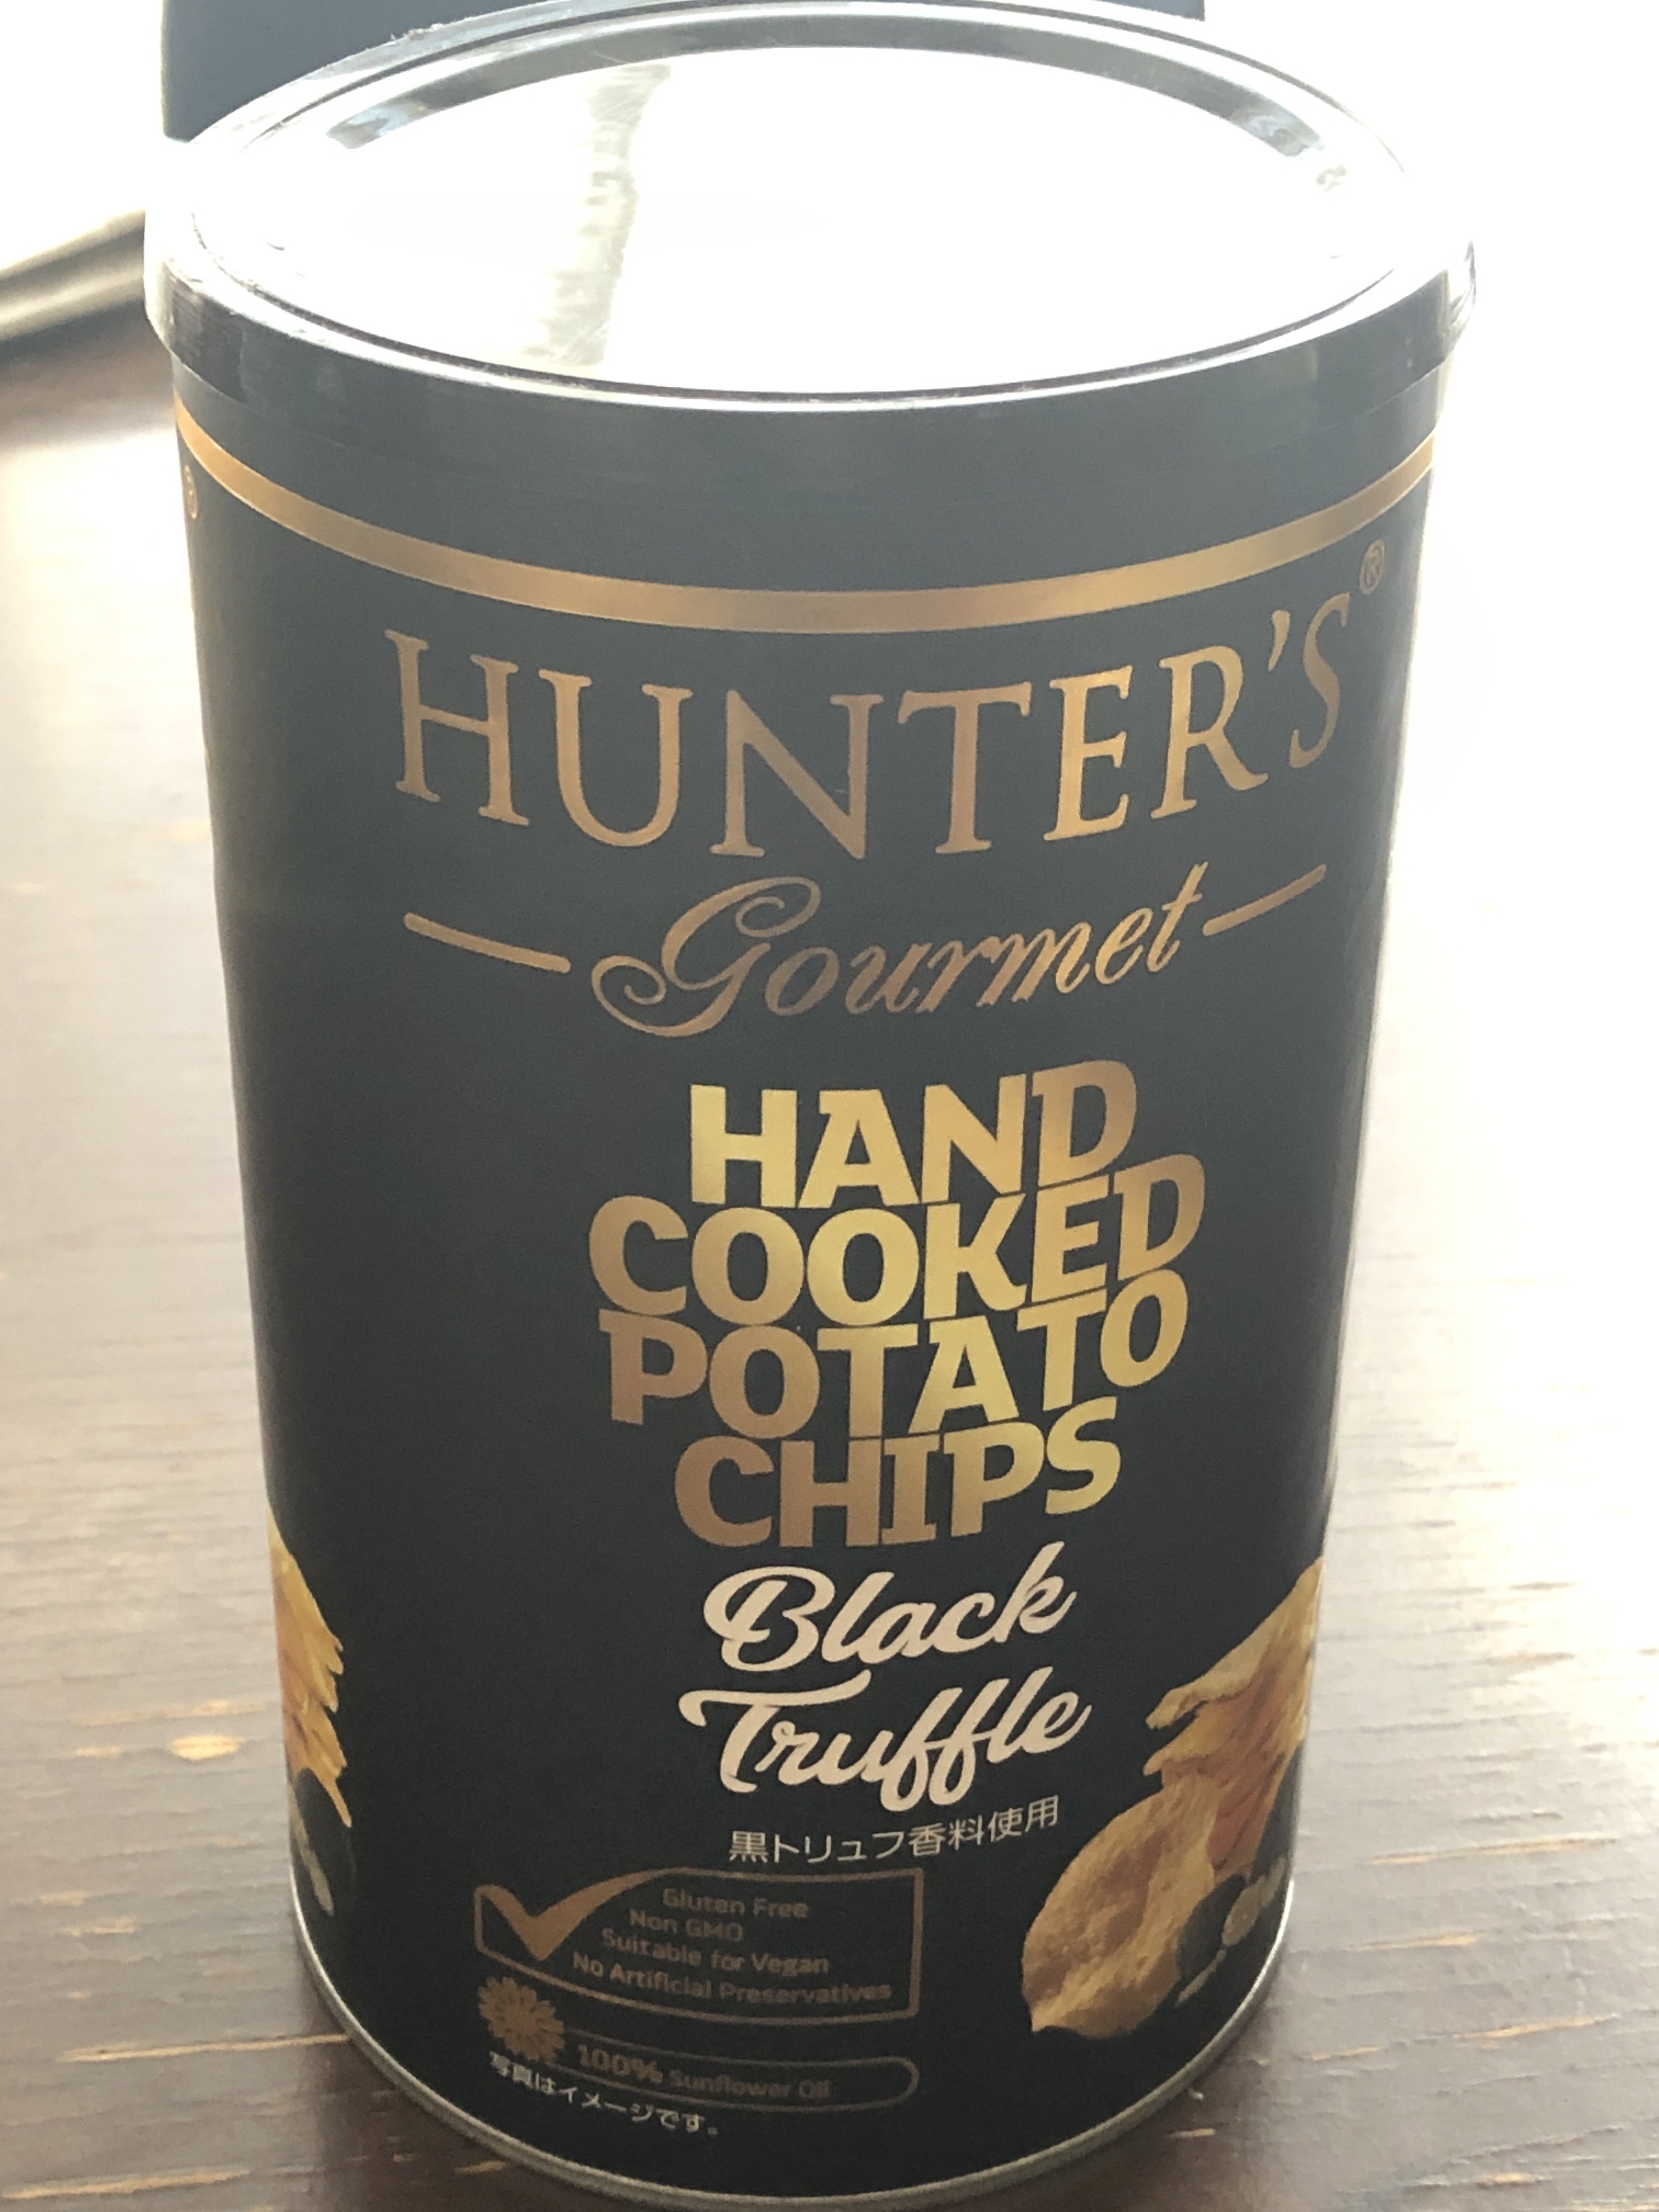 HUNTER'S®
Gourmet
HAND
COOKED
POTATO
CHIPS
Black
Truffle
黒トリュフ香料使用
Gluten Free
Non GMO
Suitable for Vegan
No Artificial Preservatives
100% Sunflower Oil
写真はイメージです。
®